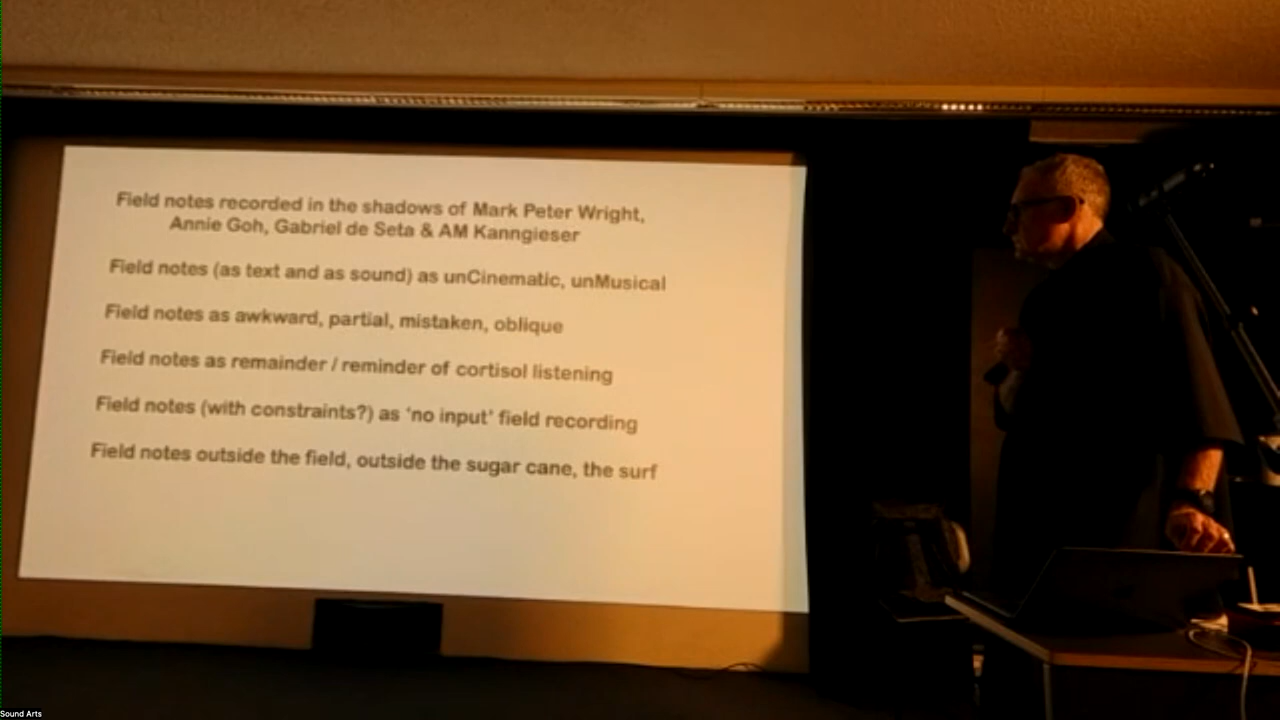 Field notes recorded in the shadows of Mark Peter Wright,
Annie Goh, Gabriel de Seta & AM Kanngieser
Field notes (as text and as sound) as unCinematic, unMusical
Field notes as awkward, partial, mistaken, oblique
Field notes as remainder / reminder of cortisol listening
Field notes (with constraints?) as ‘no input’ field recording
Field notes outside the field, outside the sugar cane, the surf
Sound Arts